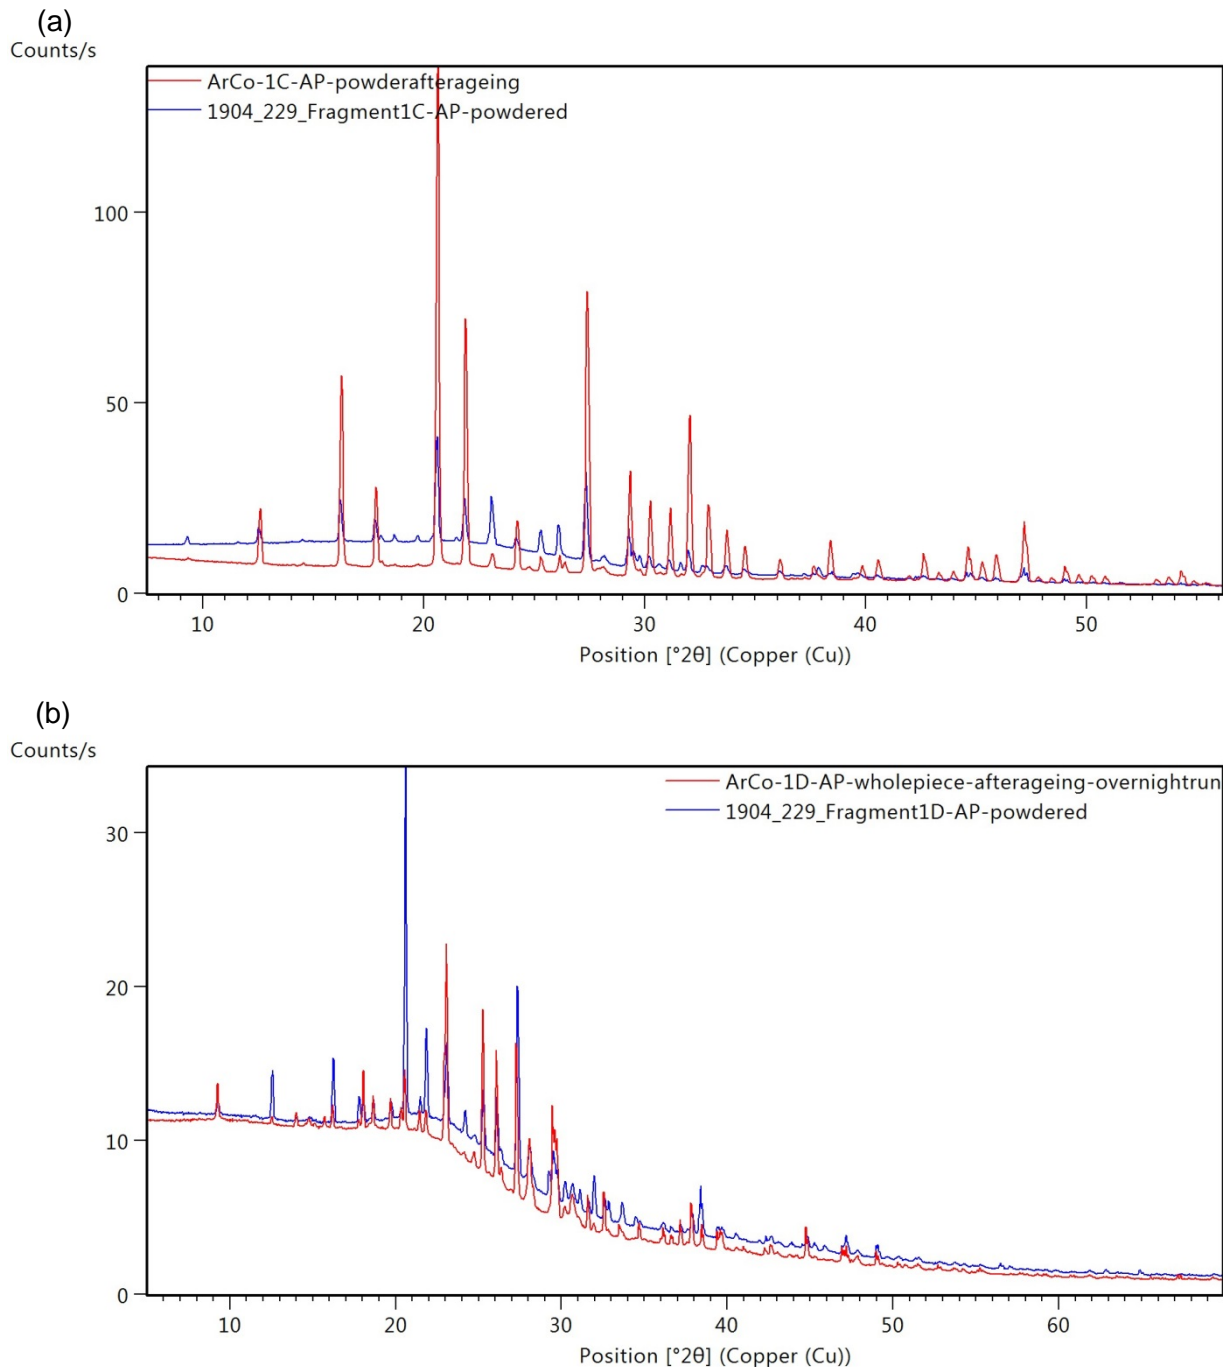 (a)
Counts/s
ArCo-1C-AP-powderafterageing
1904_229_Fragment1C-AP-powdered
100
50
0
10 20 30 40 50
Position [°2θ] (Copper (Cu))
(b)
Counts/s
ArCo-1D-AP-wholepiece-afterageing-overnightrun
1904_229_Fragment1D-AP-powdered
30
20
10
0
10 20 30 40 50 60
Position [°2θ] (Copper (Cu))